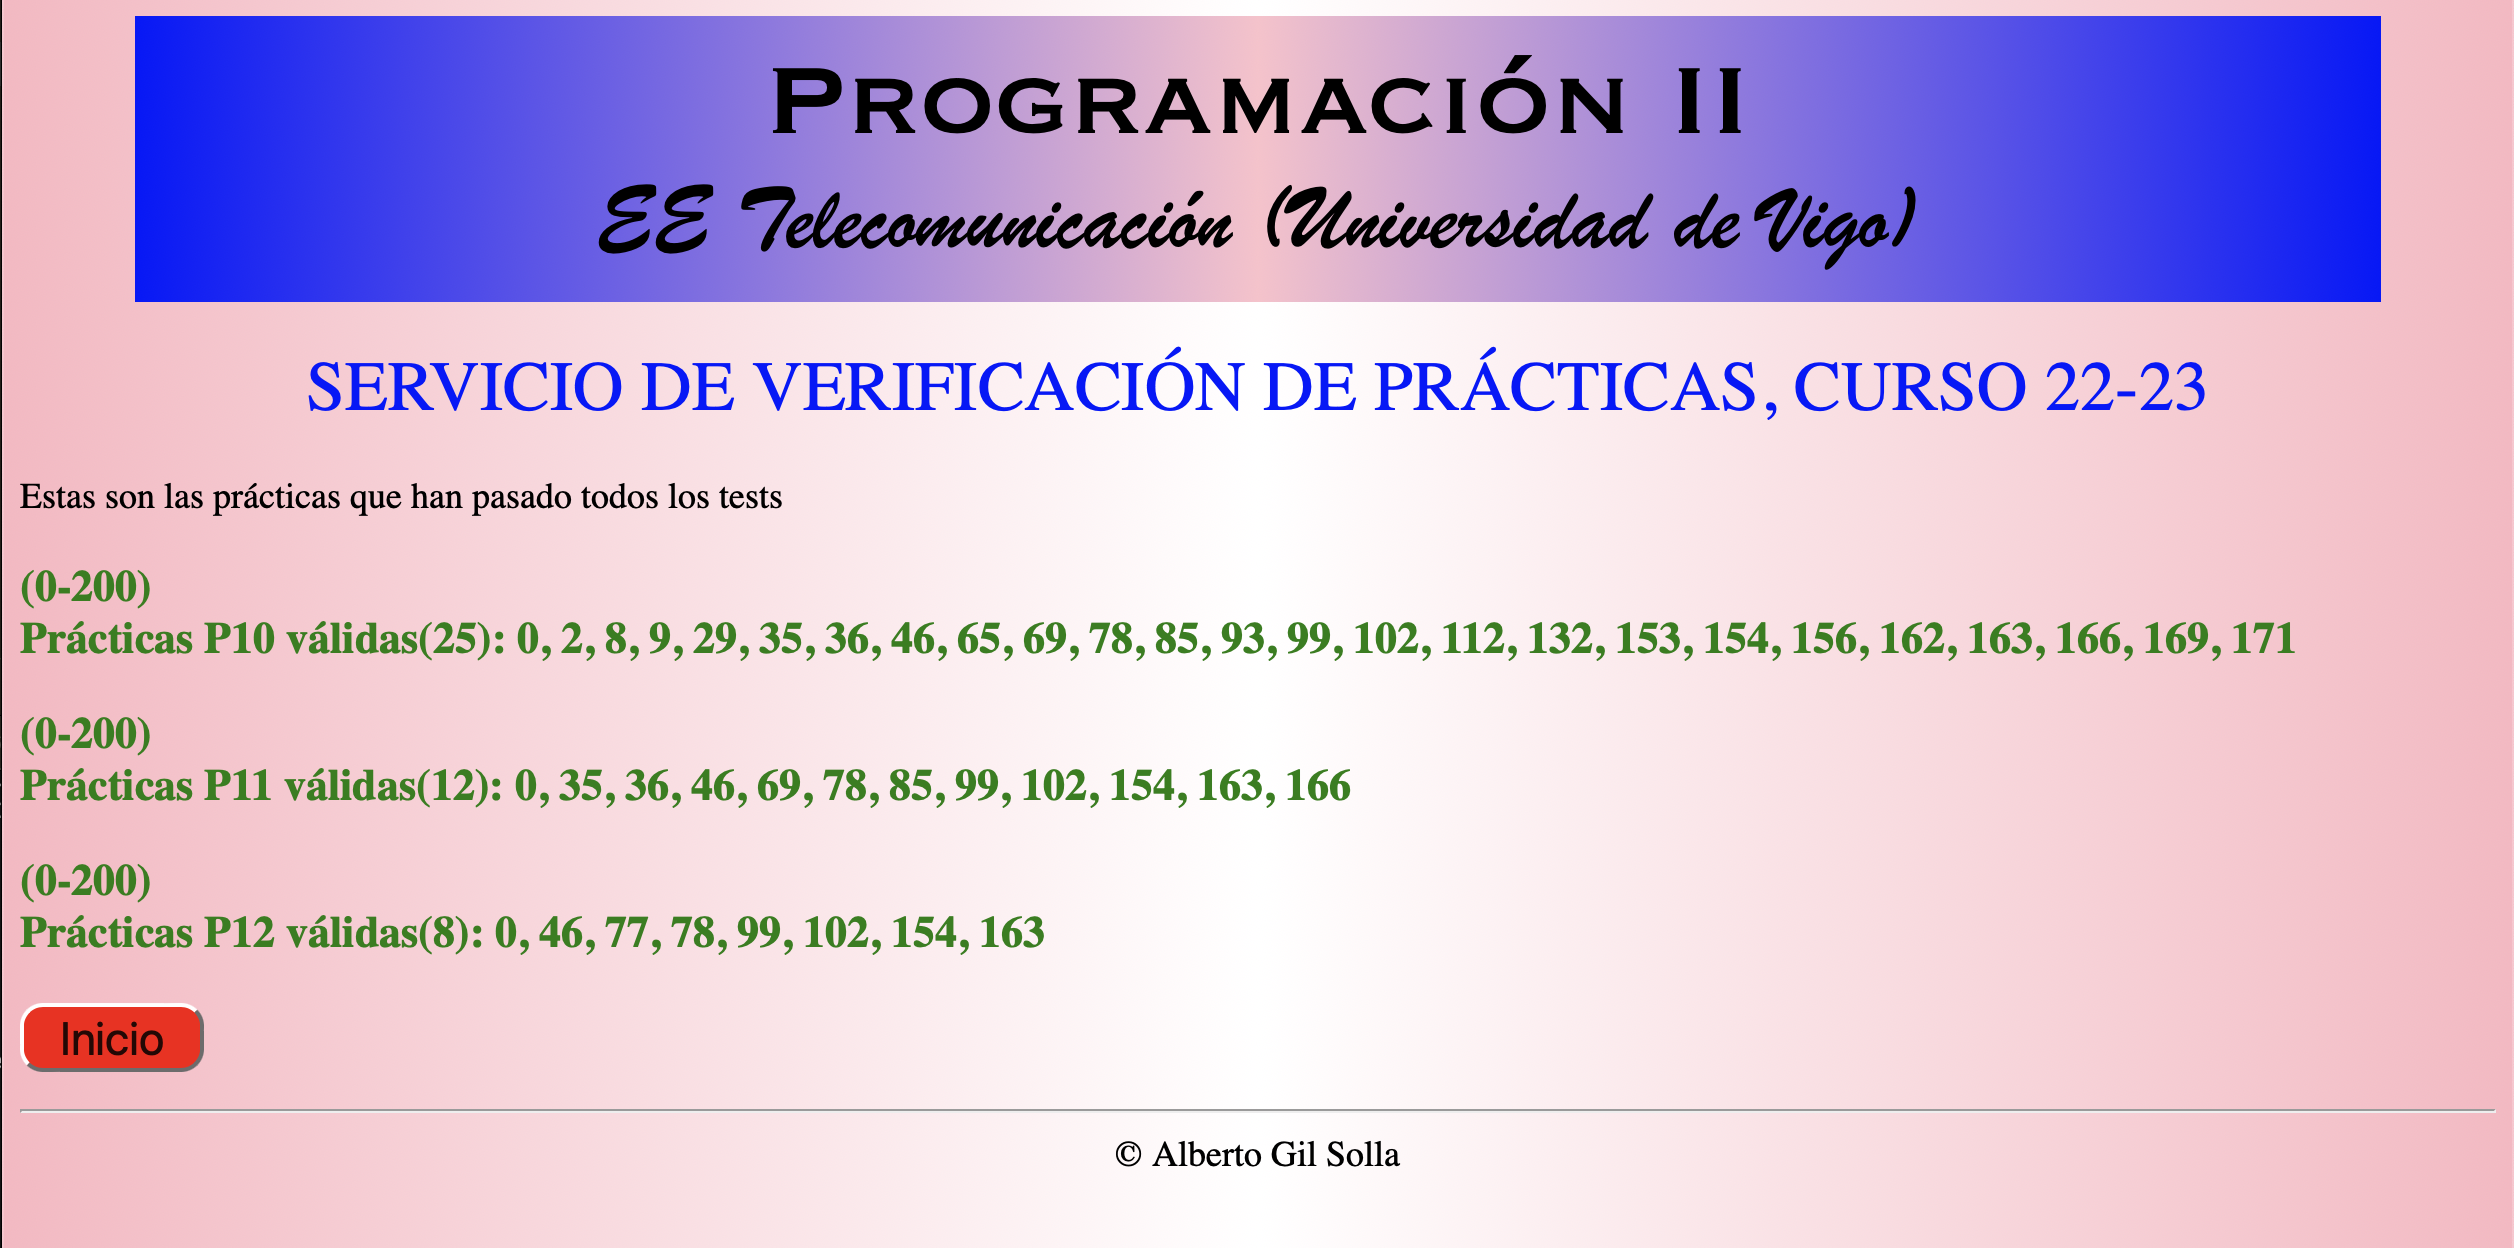 PROGRAMACIÓN II
EE Telecomunicación (Universidad de Vigo)
SERVICIO DE VERIFICACIÓN DE PRÁCTICAS, CURSO 22-23
Estas son las prácticas que han pasado todos los tests
(0-200)
Prácticas P10 válidas(25): 0, 2, 8, 9, 29, 35, 36, 46, 65, 69, 78, 85, 93, 99, 102, 112, 132, 153, 154, 156, 162, 163, 166, 169, 171
(0-200)
Prácticas P11 válidas(12): 0, 35, 36, 46, 69, 78, 85, 99, 102, 154, 163, 166
(0-200)
Prácticas P12 válidas(8): 0, 46, 77, 78, 99, 102, 154, 163
Inicio
© Alberto Gil Solla